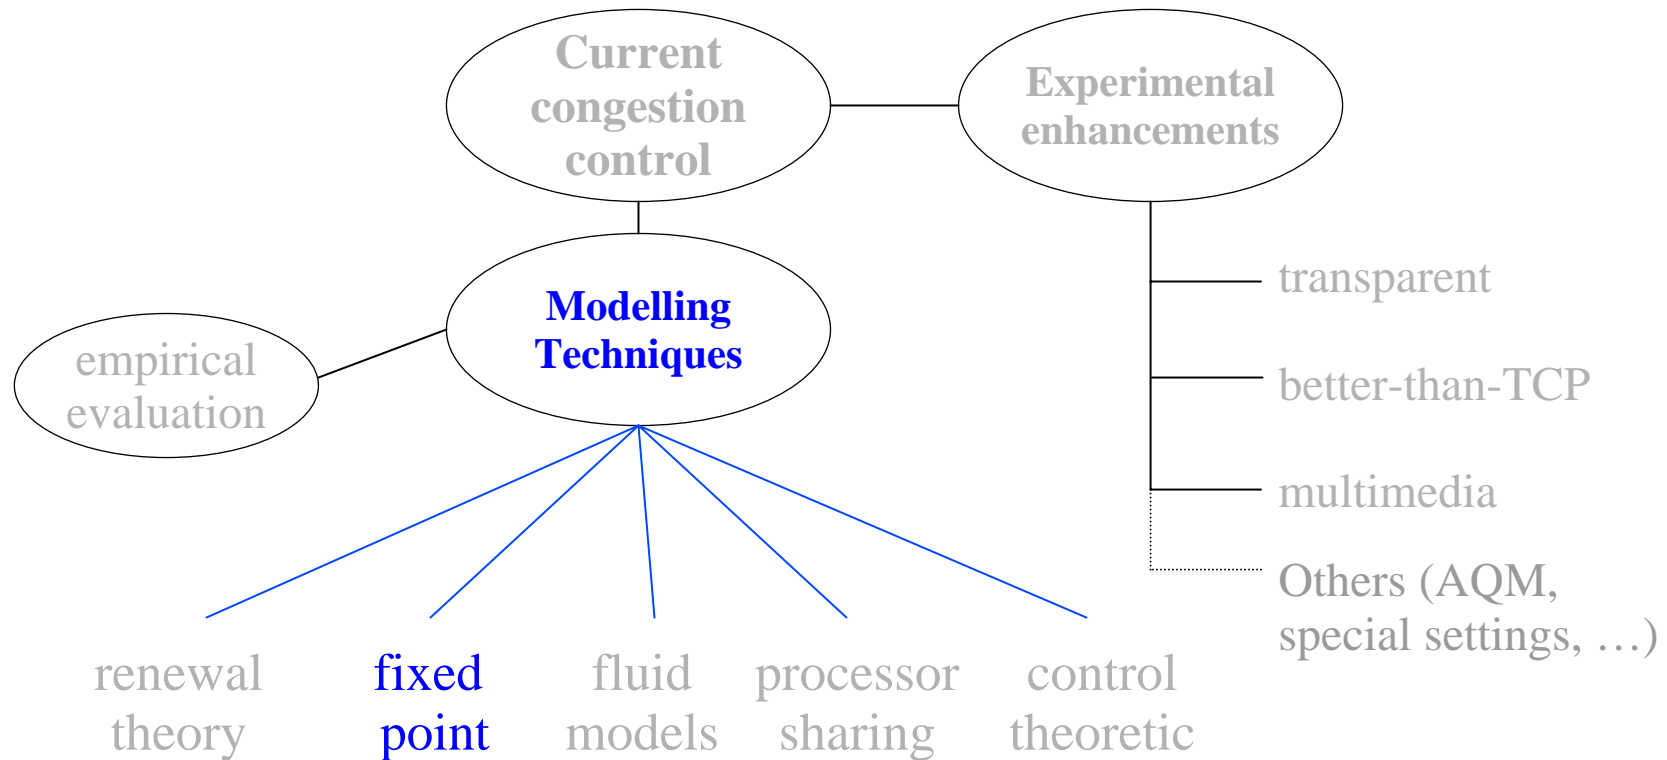 Current
congestion
control
Experimental
enhancements
Modelling
Techniques
empirical
evaluation
transparent
better-than-TCP
multimedia
Others (AQM,
special settings, …)
renewal
theory
fixed
point
fluid
models
processor
sharing
control
theoretic